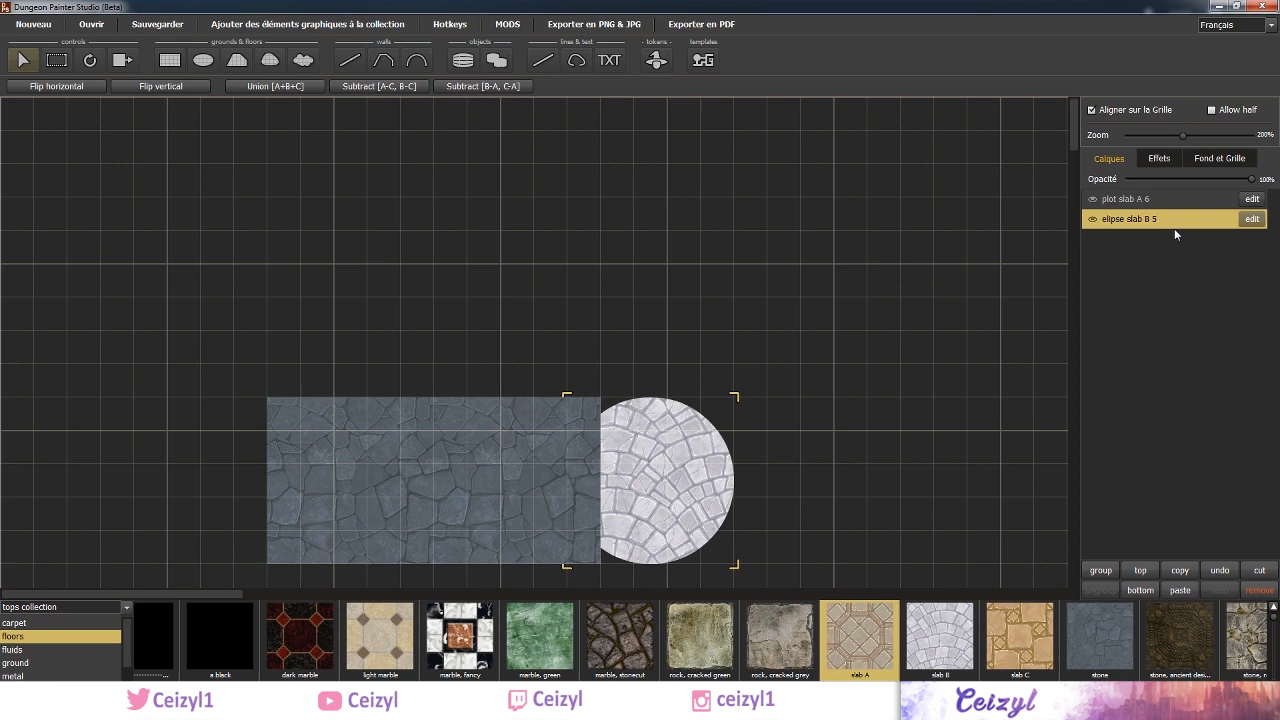 Dungeon Painter Studio (Beta)
Nouveau Ouvrir Sauvegarder Ajouter des éléments graphiques à la collection Hotkeys MODS Exporter en PNG & JPG Exporter en PDF Français
controls grounds & floors walls objects lines & text tokens templates
TXT
Flip horizontal Flip vertical Union [A+B+C] Subtract [A-C, B-C] Subtract [B-A, C-A]
Aligner sur la Grille Allow half
Zoom 200%
Calques Effets Fond et Grille
Opacité 100%
plot slab A 6 edit
elipse slab B 5 edit
group top copy undo cut
bottom paste remove
tops collection
carpet
floors
fluids
ground
metal
a black dark marble light marble marble, fancy marble, green marble, stonecut rock, cracked green rock, cracked grey slab A slab B slab C stone stone, ancient des... stone, r
Ceizyl1 Ceizyl Ceizyl ceizyl1 Ceizyl